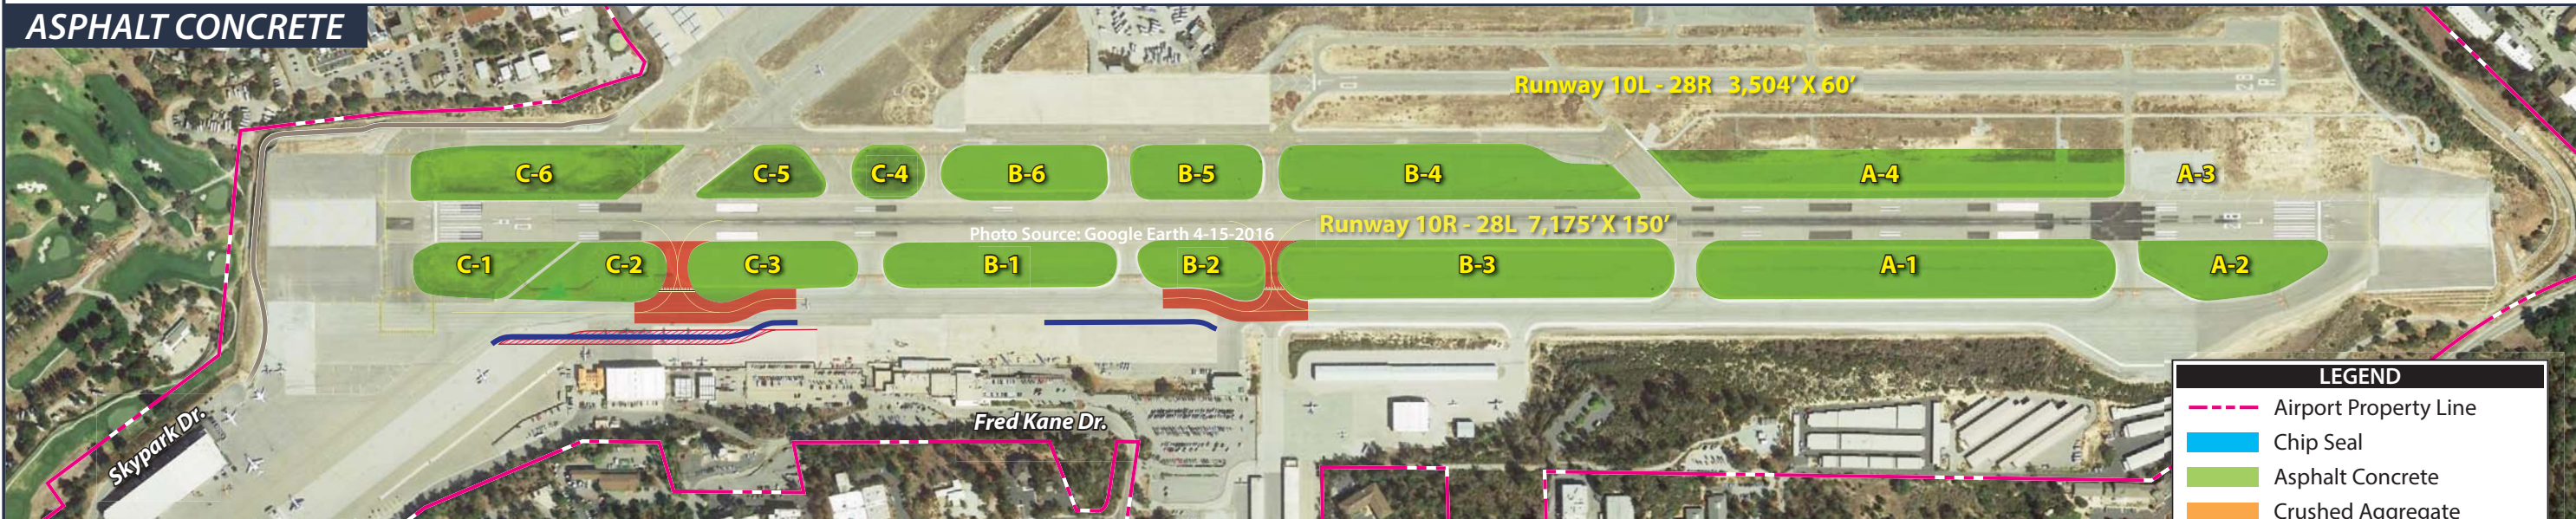 ASPHALT CONCRETE
Runway 10L - 28R 3,504' X 60'
C-6
C-5
C-4
B-6
B-5
B-4
A-4
A-3
Runway 10R - 28L 7,175' X 150'
Photo Source: Google Earth 4-15-2016
C-1
C-2
C-3
B-1
B-2
B-3
A-1
A-2
Skypark Dr.
Fred Kane Dr.
LEGEND
Airport Property Line
Chip Seal
Asphalt Concrete
Crushed Aggregate